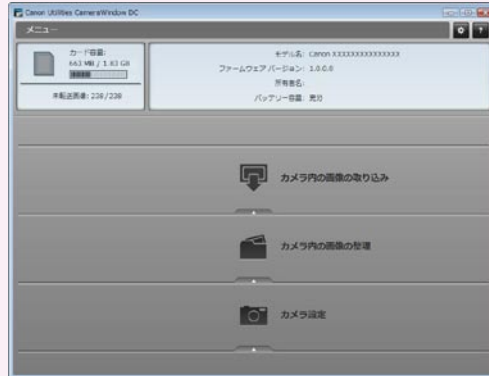 Canon Utilities CameraWindow DC
メニュー
?
カード容量:
663 MB / 1.83 GB
未転送画像: 238/238
モデル名: Canon XXXXXXXXXXXXXXX
ファームウェア バージョン: 1.0.0.0
所有者名:
バッテリー容量: 充分
カメラ内の画像の取り込み
カメラ内の画像の整理
カメラ設定